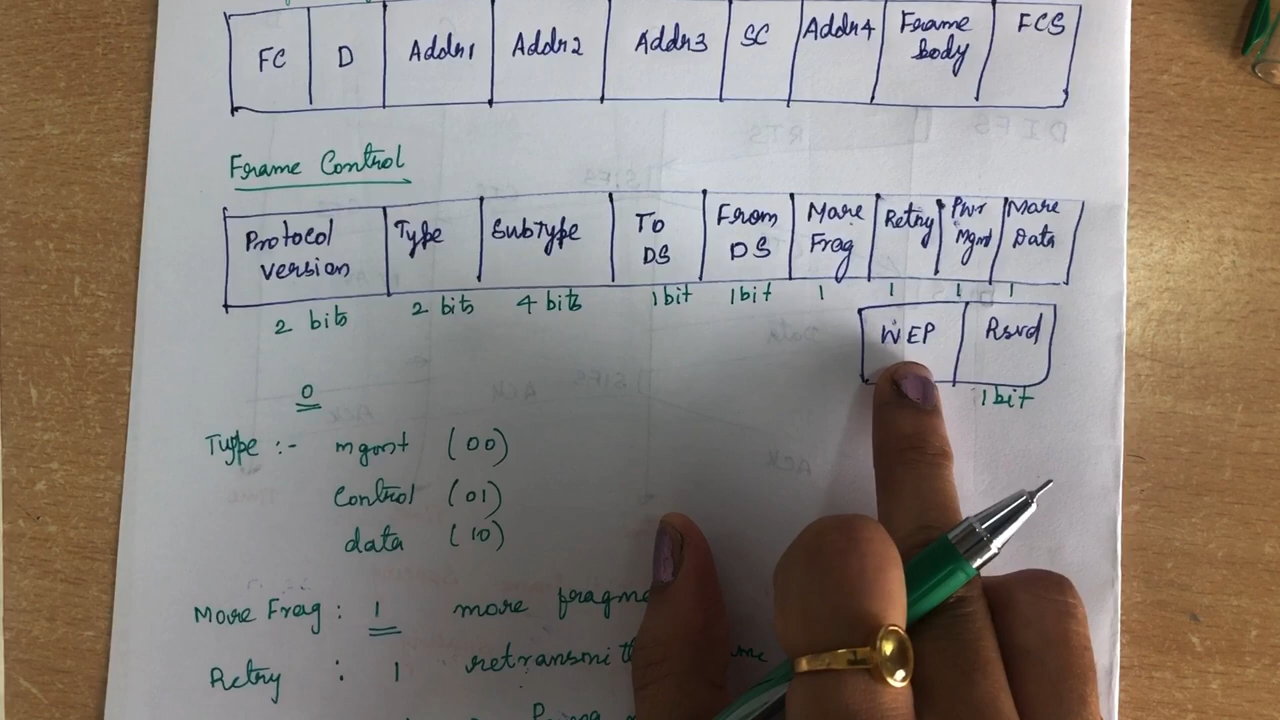 FC D Addr1 Addr2 Addr3 SC Addr4 Frame body FCS
Frame Control
Protocol version Type Subtype To DS From DS More Frag Retry Pwr Mgmt More Data
2 bits 2 bits 4 bits 1 bit 1 bit 1 1 1 1
WEP Rsvd
1 bit
0
Type :- mgmt (00)
Control (01)
data (10)
More Frag : 1 more
Retry : 1